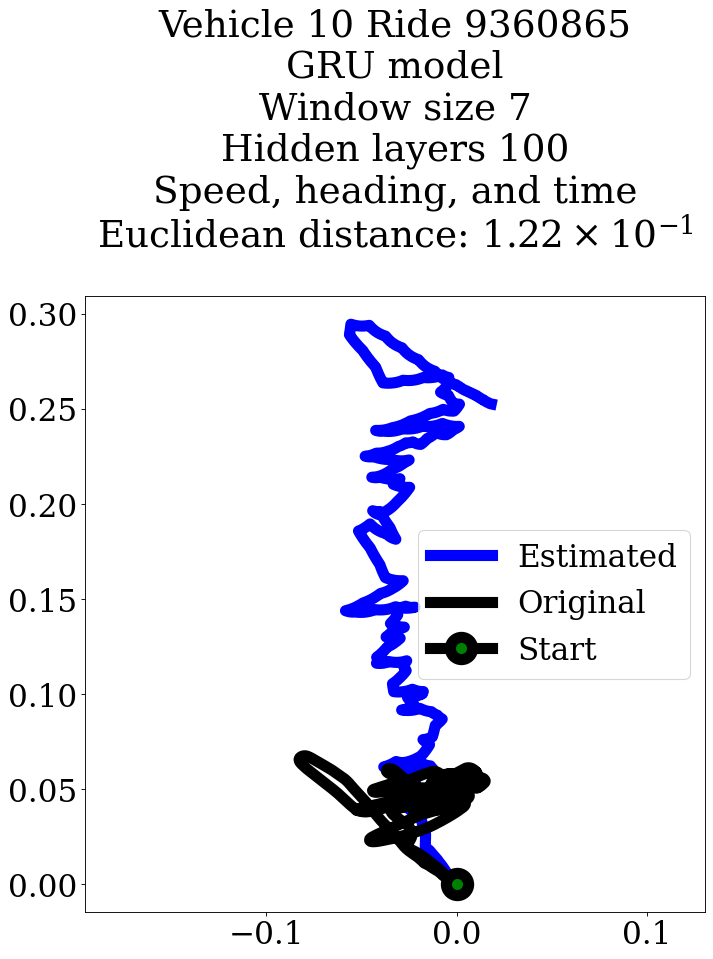 Vehicle 10 Ride 9360865
GRU model
Window size 7
Hidden layers 100
Speed, heading, and time
Euclidean distance: 1.22 × 10⁻¹
0.30
0.25
0.20
0.15
0.10
0.05
0.00
Estimated
Original
Start
−0.1
0.0
0.1